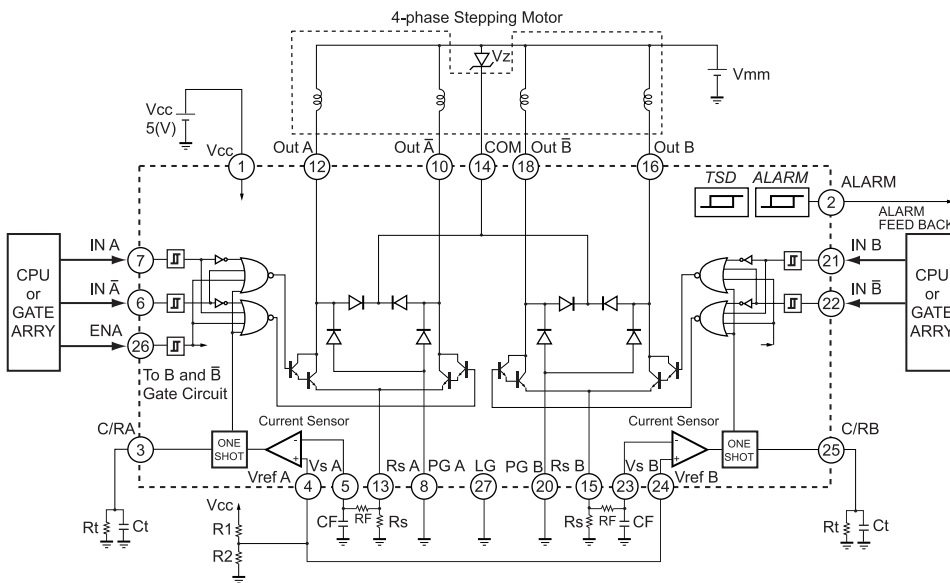 4-phase Stepping Motor
Vz
Vmm
Vcc
5(V)
Vcc
Out A
Out A̅
COM
Out B̅
Out B
1
12
10
14
18
16
TSD
ALARM
2
ALARM
ALARM
FEED BACK
CPU
or
GATE
ARRY
IN A
7
IN A̅
6
ENA
26
IN B
21
IN B̅
22
CPU
or
GATE
ARRY
To B and B̅
Gate Circuit
C/RA
3
ONE
SHOT
Current Sensor
-
+
Current Sensor
-
+
ONE
SHOT
C/RB
25
Vref A
Vs A
Rs A
PG A
LG
PG B
Rs B
Vs B
Vref B
4
5
13
8
27
20
15
23
24
Rt
Ct
Vcc
R1
R2
CF
RF
Rs
Rs
RF
CF
Rt
Ct